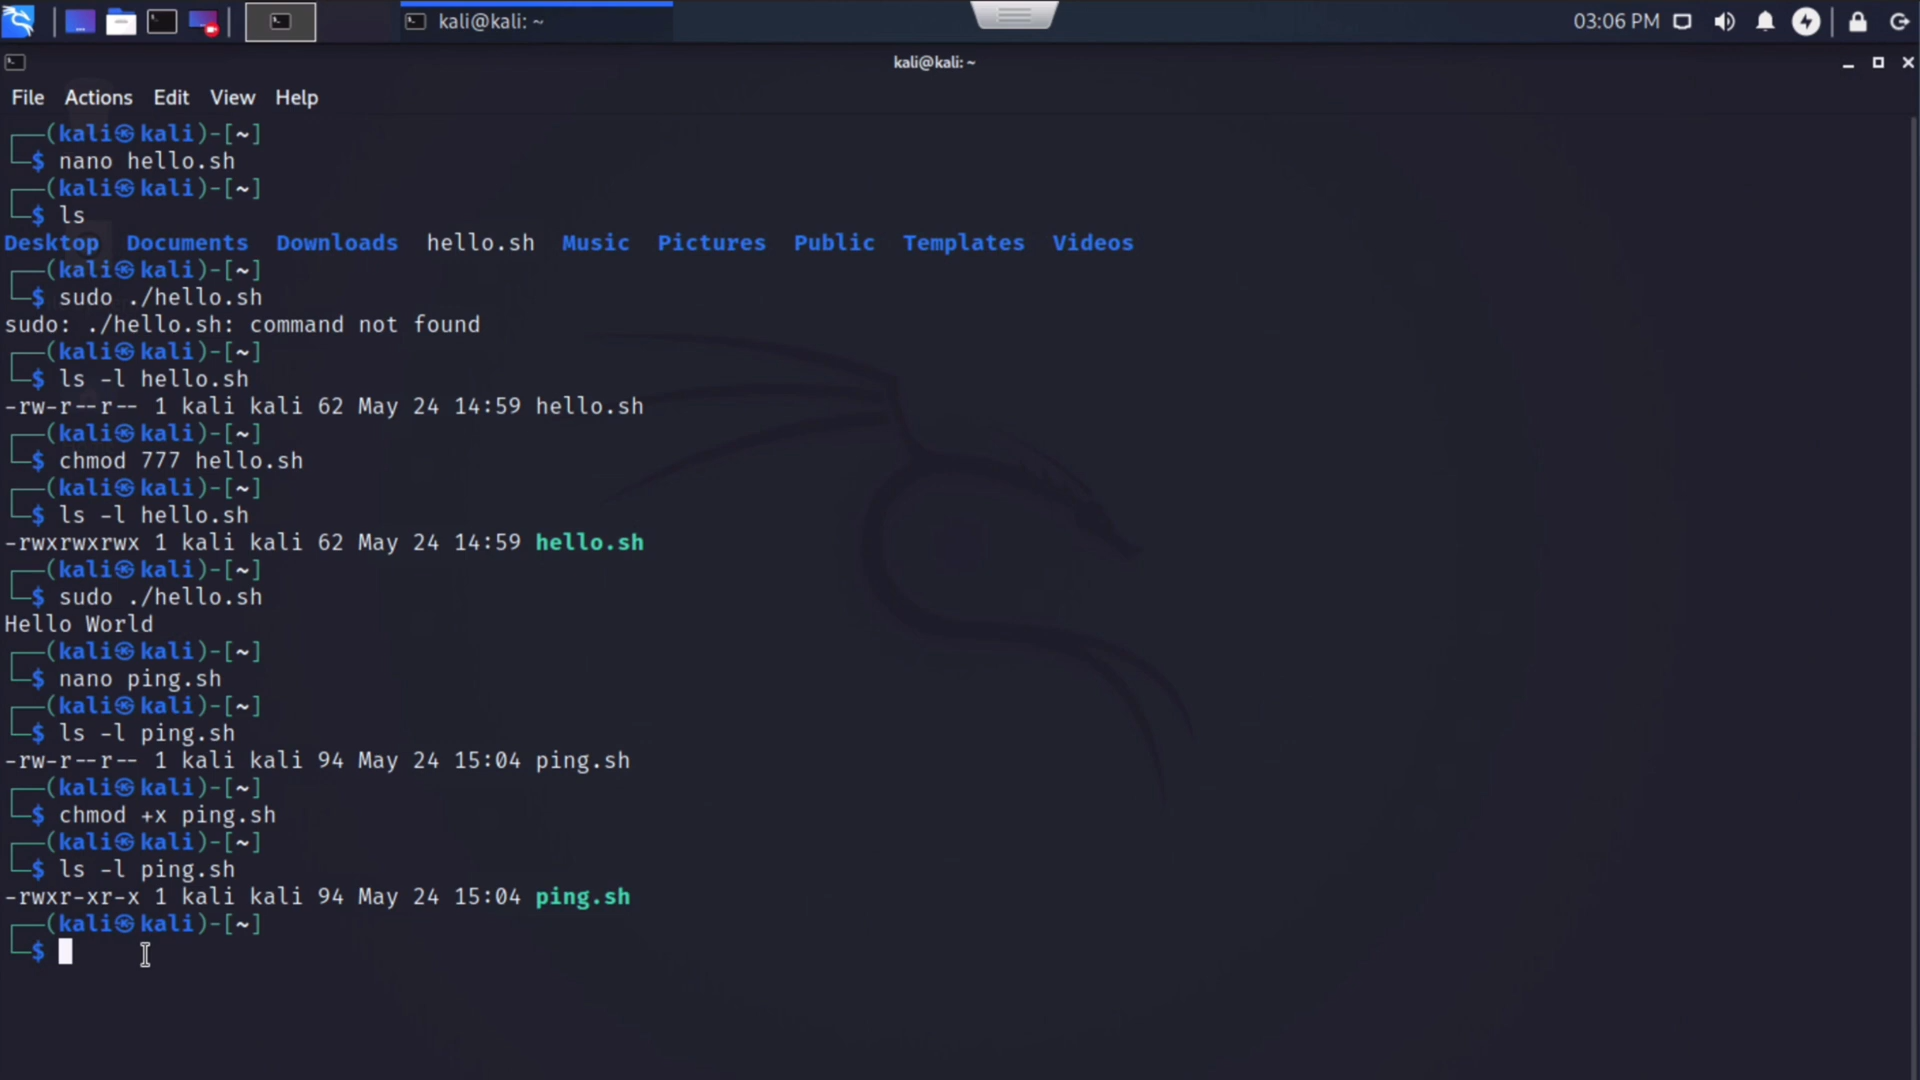 kali@kali: ~
03:06 PM
kali@kali: ~
File Actions Edit View Help
┌──(kali㉿kali)-[~]
└─$ nano hello.sh
┌──(kali㉿kali)-[~]
└─$ ls
Desktop Documents Downloads hello.sh Music Pictures Public Templates Videos
┌──(kali㉿kali)-[~]
└─$ sudo ./hello.sh
sudo: ./hello.sh: command not found
┌──(kali㉿kali)-[~]
└─$ ls -l hello.sh
-rw-r--r-- 1 kali kali 62 May 24 14:59 hello.sh
┌──(kali㉿kali)-[~]
└─$ chmod 777 hello.sh
┌──(kali㉿kali)-[~]
└─$ ls -l hello.sh
-rwxrwxrwx 1 kali kali 62 May 24 14:59 hello.sh
┌──(kali㉿kali)-[~]
└─$ sudo ./hello.sh
Hello World
┌──(kali㉿kali)-[~]
└─$ nano ping.sh
┌──(kali㉿kali)-[~]
└─$ ls -l ping.sh
-rw-r--r-- 1 kali kali 94 May 24 15:04 ping.sh
┌──(kali㉿kali)-[~]
└─$ chmod +x ping.sh
┌──(kali㉿kali)-[~]
└─$ ls -l ping.sh
-rwxr-xr-x 1 kali kali 94 May 24 15:04 ping.sh
┌──(kali㉿kali)-[~]
└─$